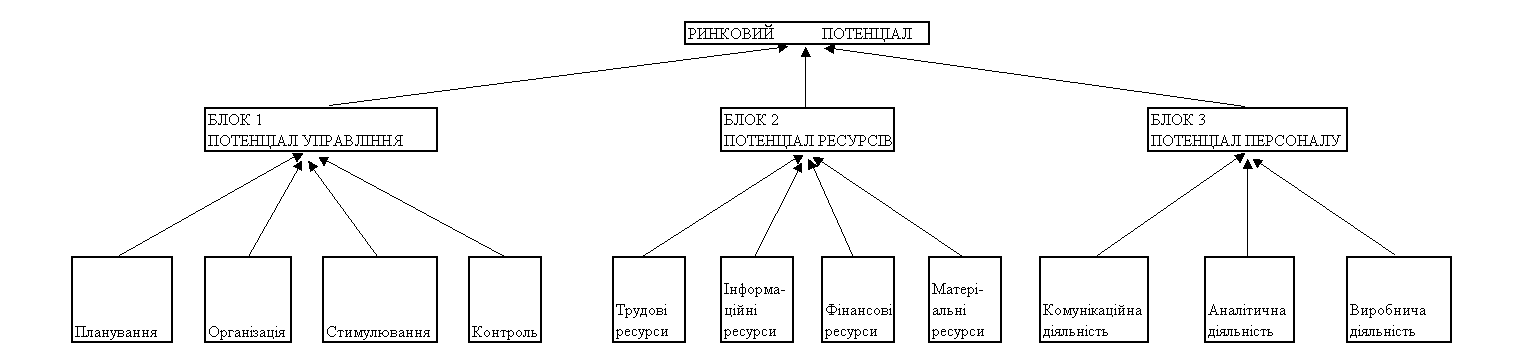 РИНКОВИЙ ПОТЕНЦІАЛ
БЛОК 1
ПОТЕНЦІАЛ УПРАВЛІННЯ
БЛОК 2
ПОТЕНЦІАЛ РЕСУРСІВ
БЛОК 3
ПОТЕНЦІАЛ ПЕРСОНАЛУ
Планування
Організація
Стимулювання
Контроль
Трудові
ресурси
Інформа-
ційні
ресурси
Фінансові
ресурси
Матері-
альні
ресурси
Комунікаційна
діяльність
Аналітична
діяльність
Виробнича
діяльність